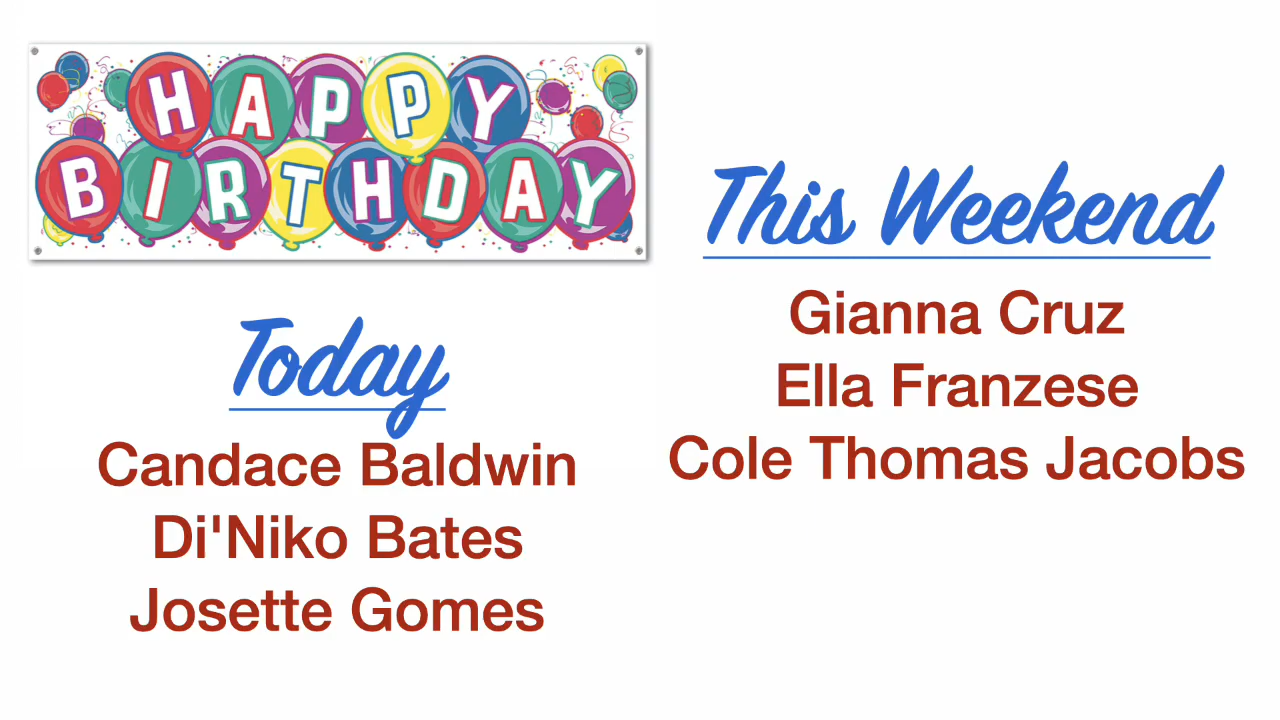 HAPPY
BIRTHDAY
Today
Candace Baldwin
Di'Niko Bates
Josette Gomes
This Weekend
Gianna Cruz
Ella Franzese
Cole Thomas Jacobs